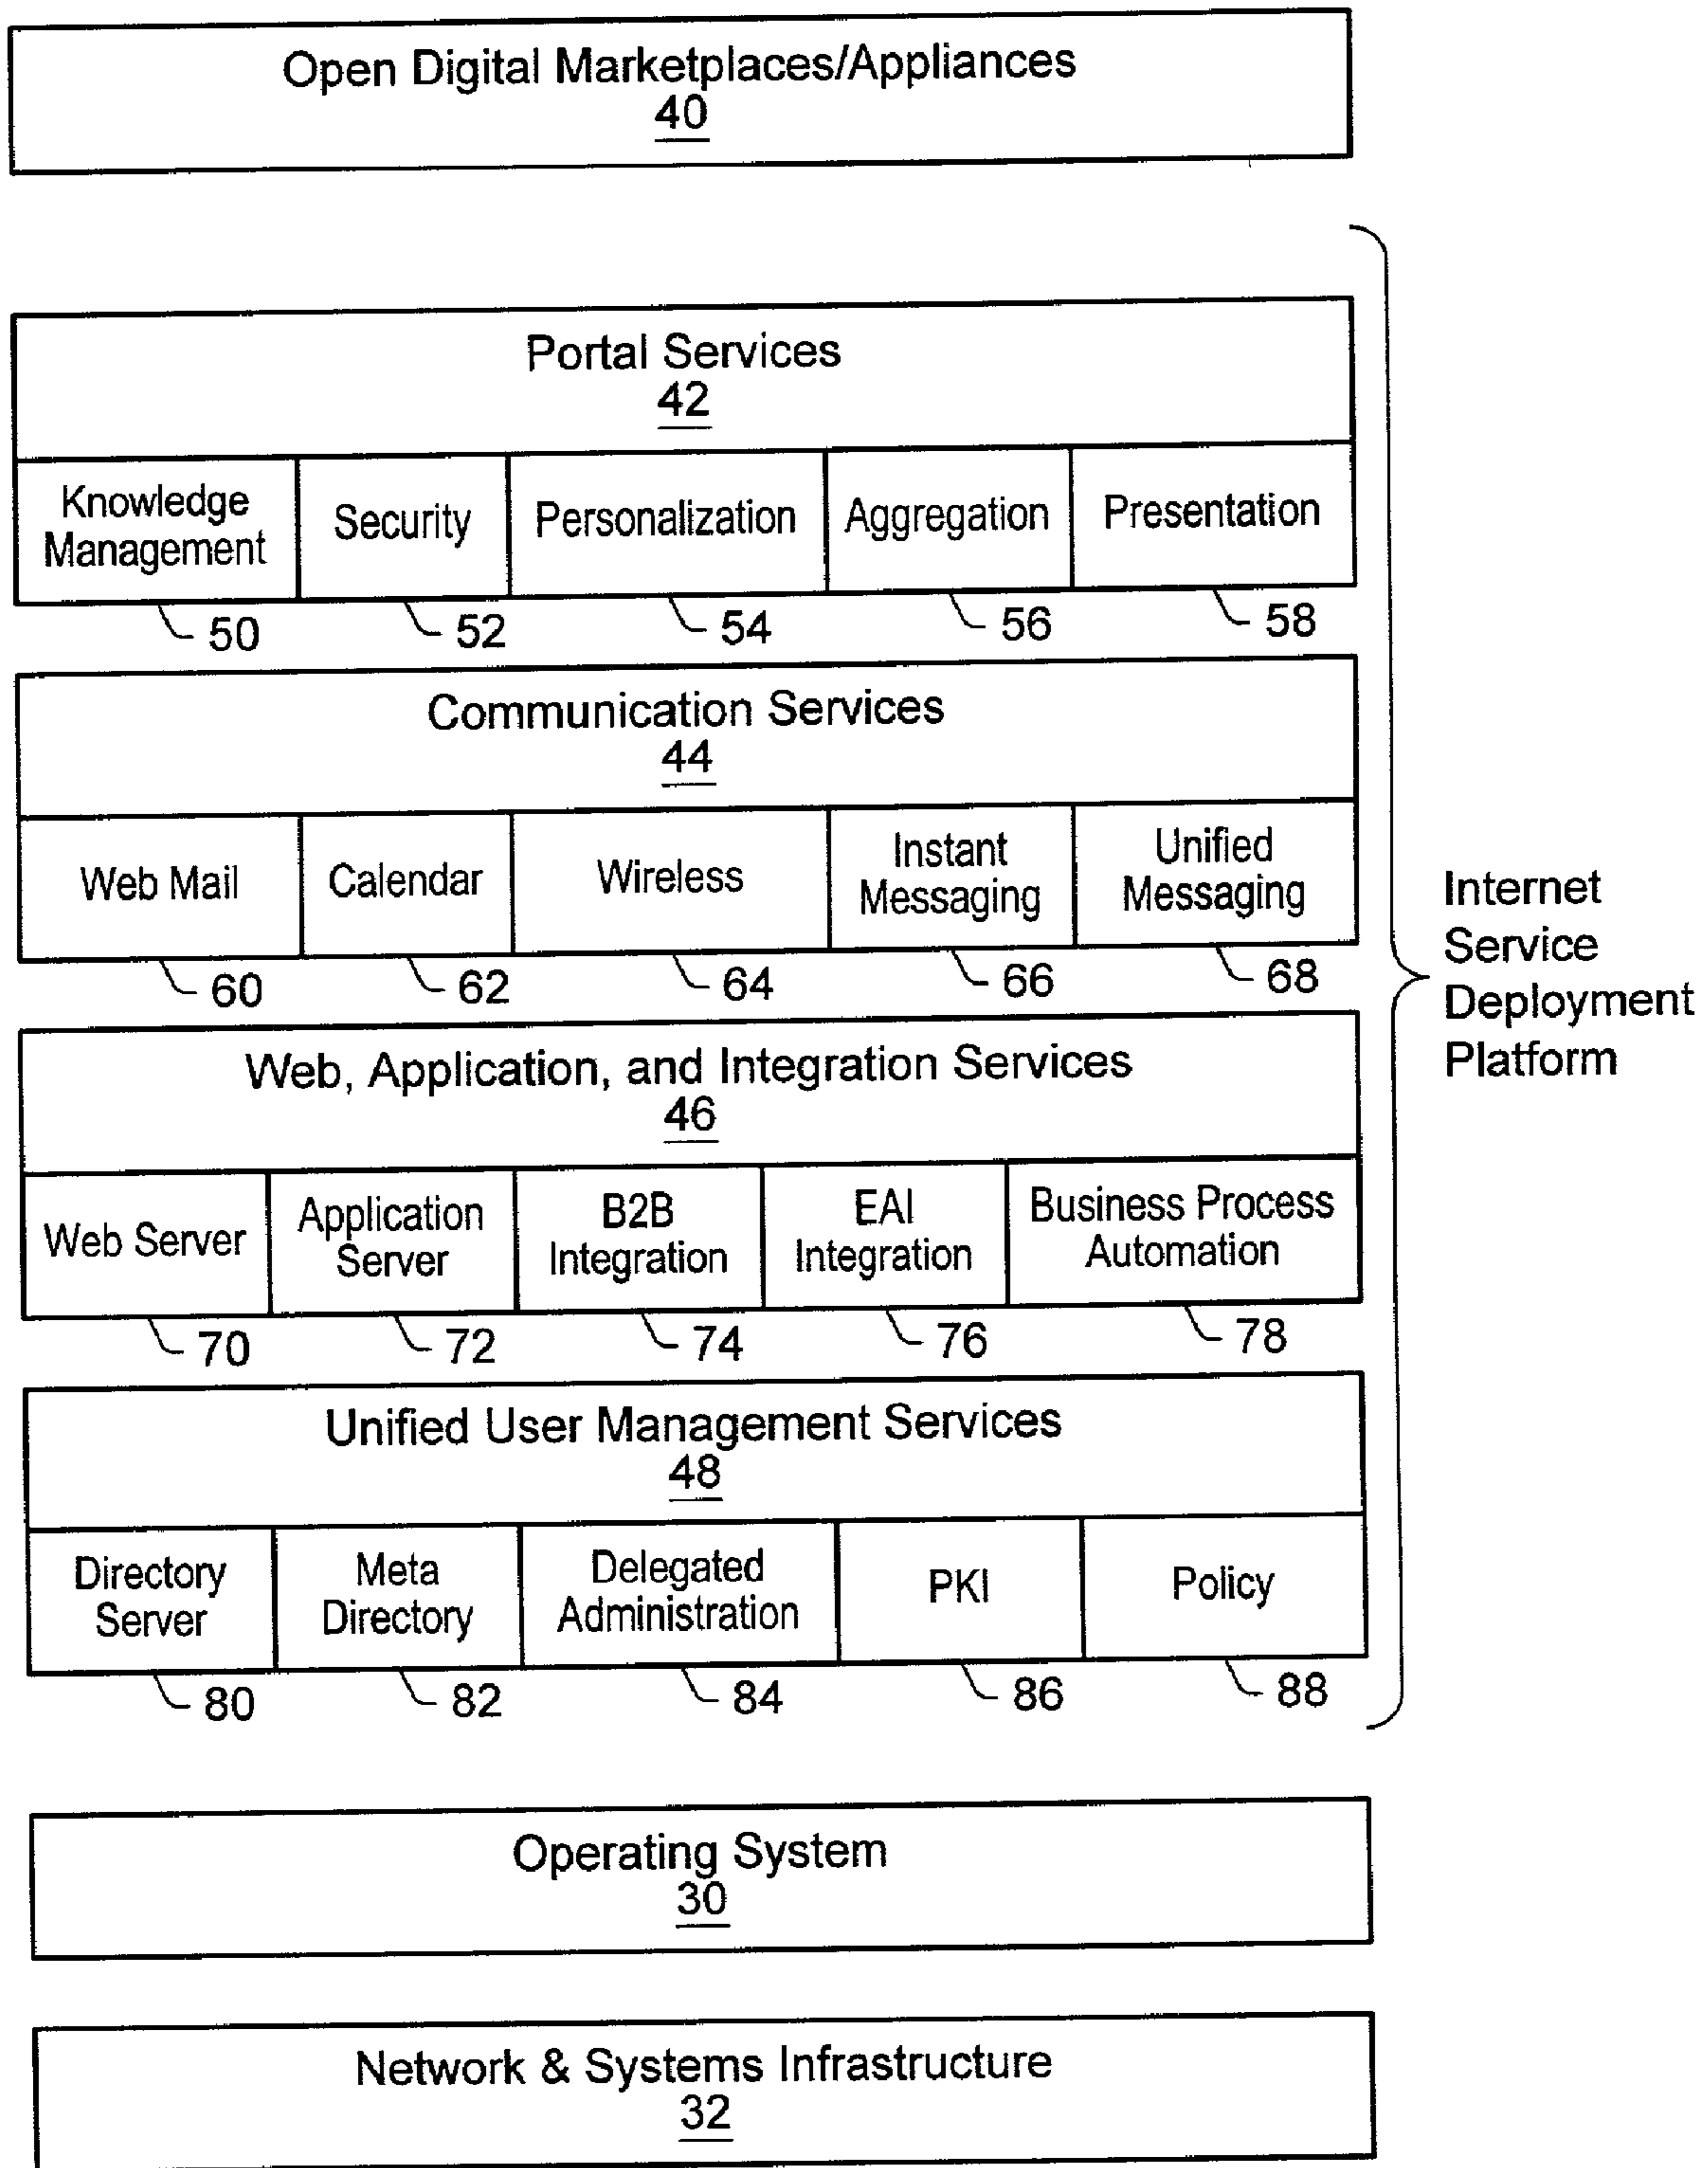 Open Digital Marketplaces/Appliances
40
Portal Services
42
Knowledge
Management
Security
Personalization
Aggregation
Presentation
50
52
54
56
58
Communication Services
44
Web Mail
Calendar
Wireless
Instant
Messaging
Unified
Messaging
60
62
64
66
68
Web, Application, and Integration Services
46
Web Server
Application
Server
B2B
Integration
EAI
Integration
Business Process
Automation
70
72
74
76
78
Unified User Management Services
48
Directory
Server
Meta
Directory
Delegated
Administration
PKI
Policy
80
82
84
86
88
Internet
Service
Deployment
Platform
Operating System
30
Network & Systems Infrastructure
32